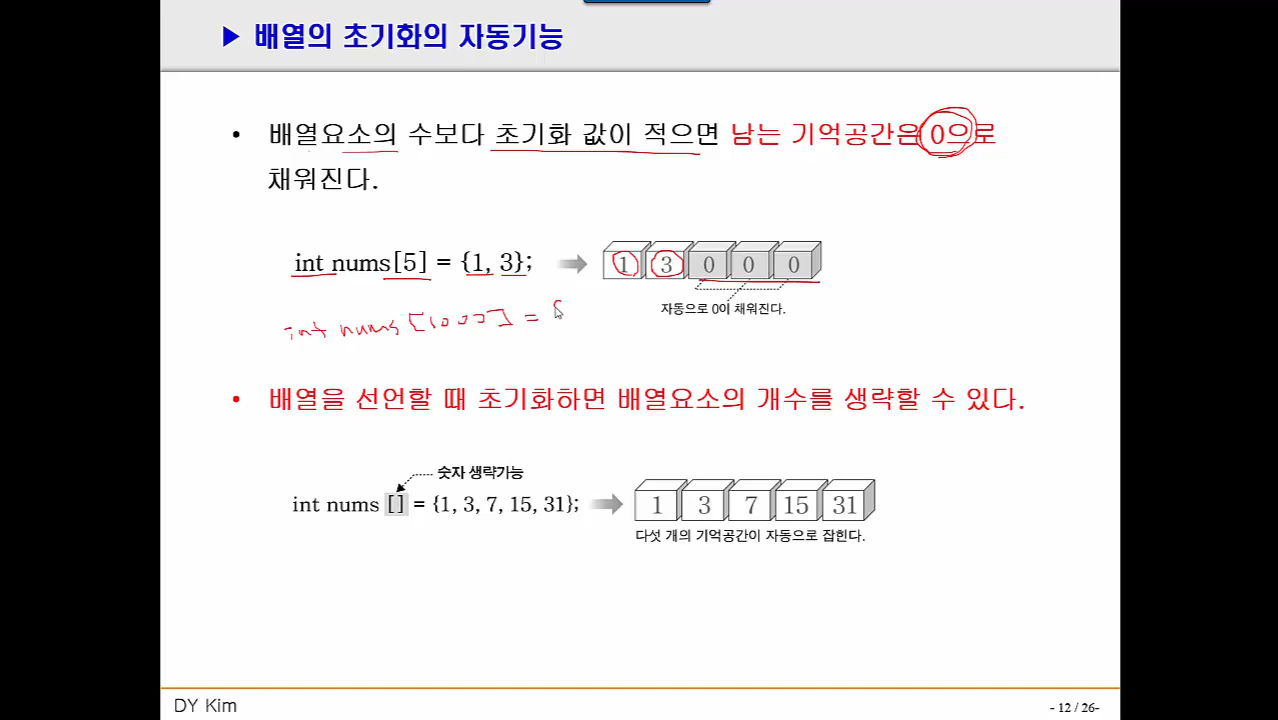 ▶ 배열의 초기화의 자동기능
• 배열요소의 수보다 초기화 값이 적으면 남는 기억공간은 0으로
채워진다.
int nums[5] = {1, 3};
1 3 0 0 0
자동으로 0이 채워진다.
int nums [1000] =
• 배열을 선언할 때 초기화하면 배열요소의 개수를 생략할 수 있다.
숫자 생략가능
int nums [] = {1, 3, 7, 15, 31};
1 3 7 15 31
다섯 개의 기억공간이 자동으로 잡힌다.
DY Kim
- 12 / 26-